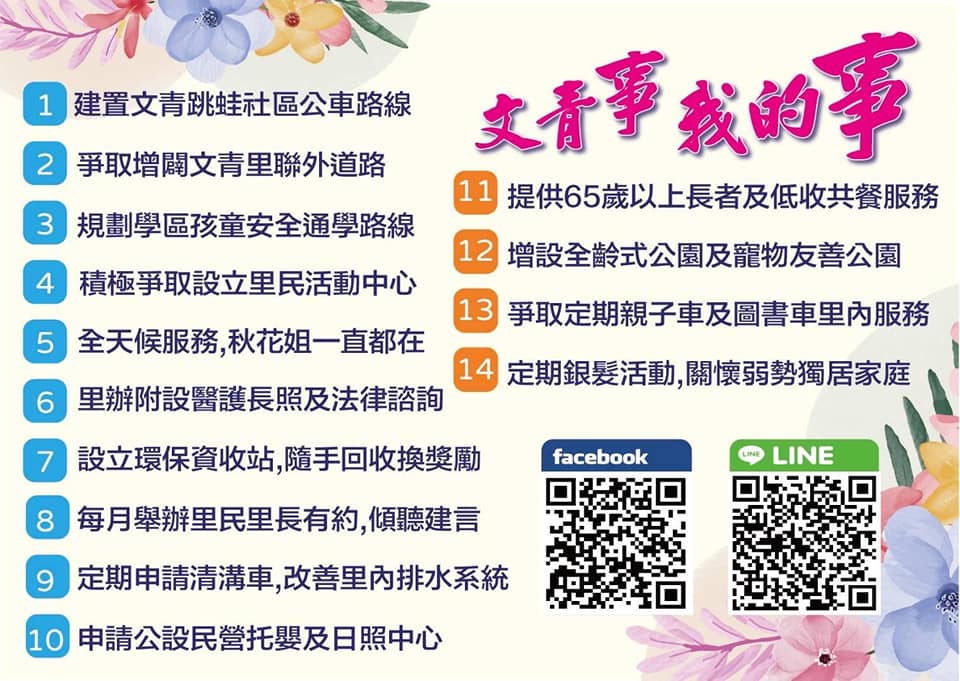 文青事 我的事
1 建置文青跳蛙社區公車路線
2 爭取增闢文青里聯外道路
3 規劃學區孩童安全通學路線
4 積極爭取設立里民活動中心
5 全天候服務,秋花姐一直都在
6 里辦附設醫護長照及法律諮詢
7 設立環保資收站,隨手回收換獎勵
8 每月舉辦里民里長有約,傾聽建言
9 定期申請清溝車,改善里內排水系統
10 申請公設民營托嬰及日照中心
11 提供65歲以上長者及低收共餐服務
12 增設全齡式公園及寵物友善公園
13 爭取定期親子車及圖書車里內服務
14 定期銀髮活動,關懷弱勢獨居家庭
facebook
LINE LINE